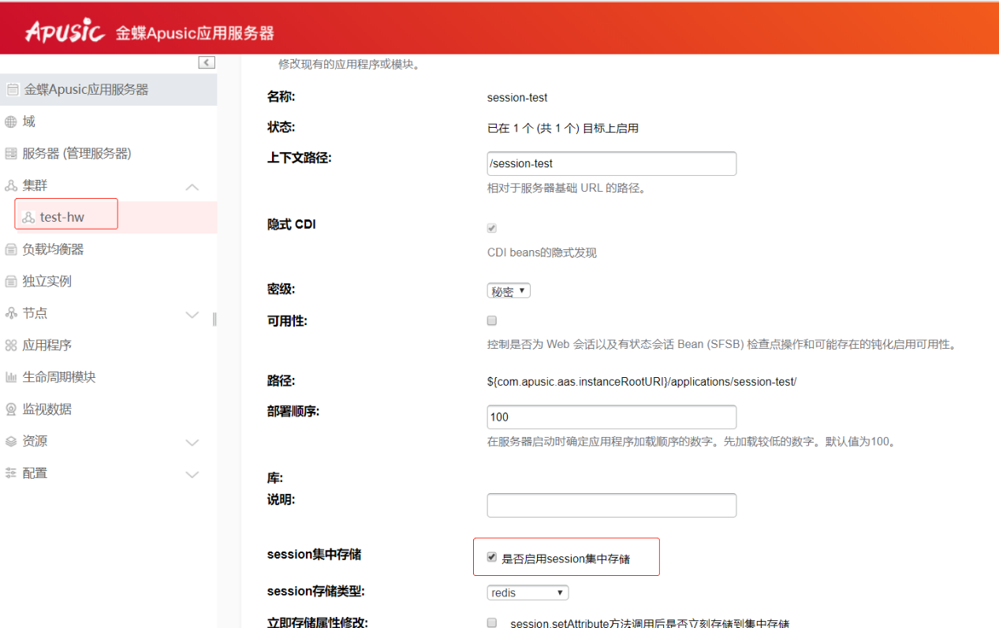 APUSIC 金蝶Apusic应用服务器
修改现有的应用程序或模块。
金蝶Apusic应用服务器
域
服务器 (管理服务器)
集群
test-hw
负载均衡器
独立实例
节点
应用程序
生命周期模块
监视数据
资源
配置
名称: session-test
状态: 已在 1 个 (共 1 个) 目标上启用
上下文路径: /session-test
相对于服务器基础 URL 的路径。
隐式 CDI
CDI beans的隐式发现
密级: 秘密
可用性:
控制是否为 Web 会话以及有状态会话 Bean (SFSB) 检查点操作和可能存在的钝化启用可用性。
路径: ${com.apusic.aas.instanceRootURI}/applications/session-test/
部署顺序: 100
在服务器启动时确定应用程序加载顺序的数字。先加载较低的数字。默认值为100。
库:
说明:
session集中存储 是否启用session集中存储
session存储类型: redis
立即存储属性修改: session.setAttribute方法调用后是否立刻存储到集中存储